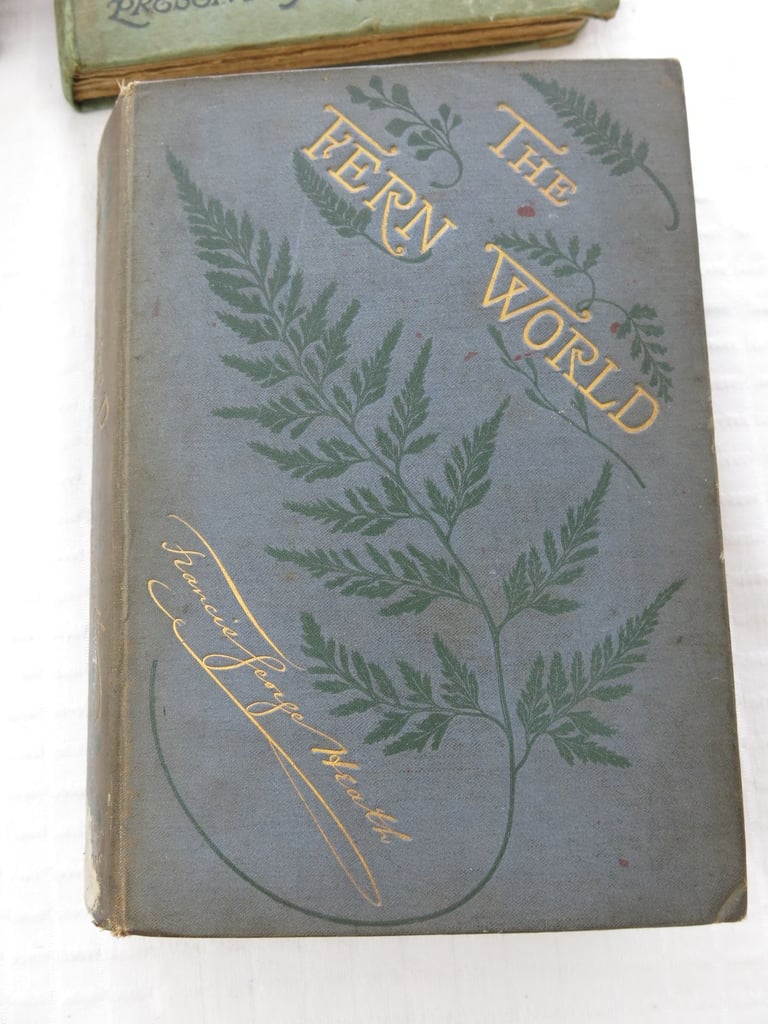 THE
FERN
WORLD
Francis George Heath